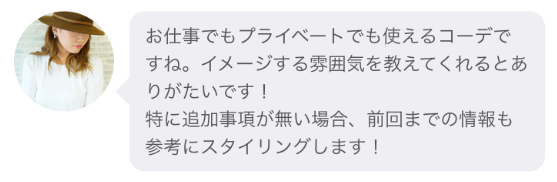 お仕事でもプライベートでも使えるコーデで
すね。イメージする雰囲気を教えてくれるとあ
りがたいです！
特に追加事項が無い場合、前回までの情報も
参考にスタイリングします！